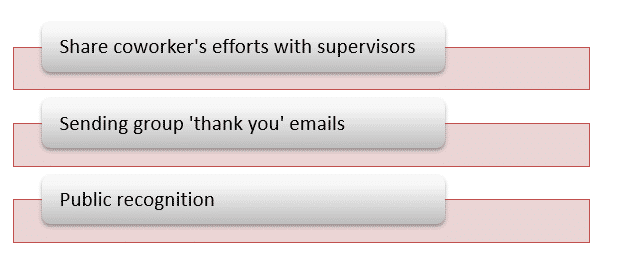 Share coworker's efforts with supervisors
Sending group 'thank you' emails
Public recognition